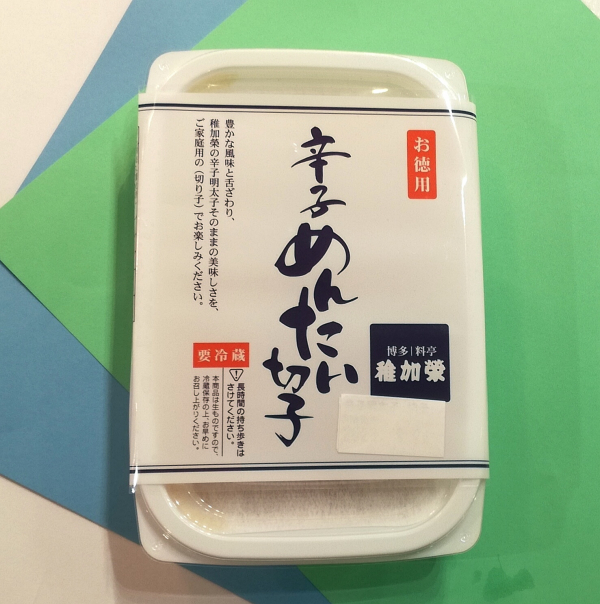 お徳用
辛子めんたい切子
豊かな風味と舌ざわり、
稚加榮の辛子明太子そのままの美味しさを、
ご家庭用の（切り子）でお楽しみください。
博多｜料亭
稚加榮
要冷蔵
長時間の持ち歩きは
さけてください。
本商品は生ものですので、
冷蔵保存の上、お早めに
お召し上がりください。